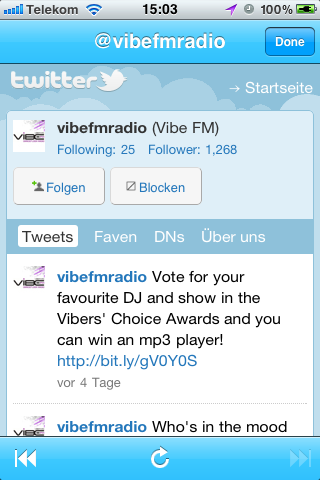 Telekom 15:03 100%
@vibefmradio
Done
twitter
→ Startseite
VIBE
vibefmradio (Vibe FM)
Following: 25 Follower: 1,268
Folgen Blocken
Tweets Faven DNs Über uns
VIBE
vibefmradio Vote for your
favourite DJ and show in the
Vibers' Choice Awards and you
can win an mp3 player!
http://bit.ly/gV0Y0S
vor 4 Tage
VIBE
vibefmradio Who's in the mood